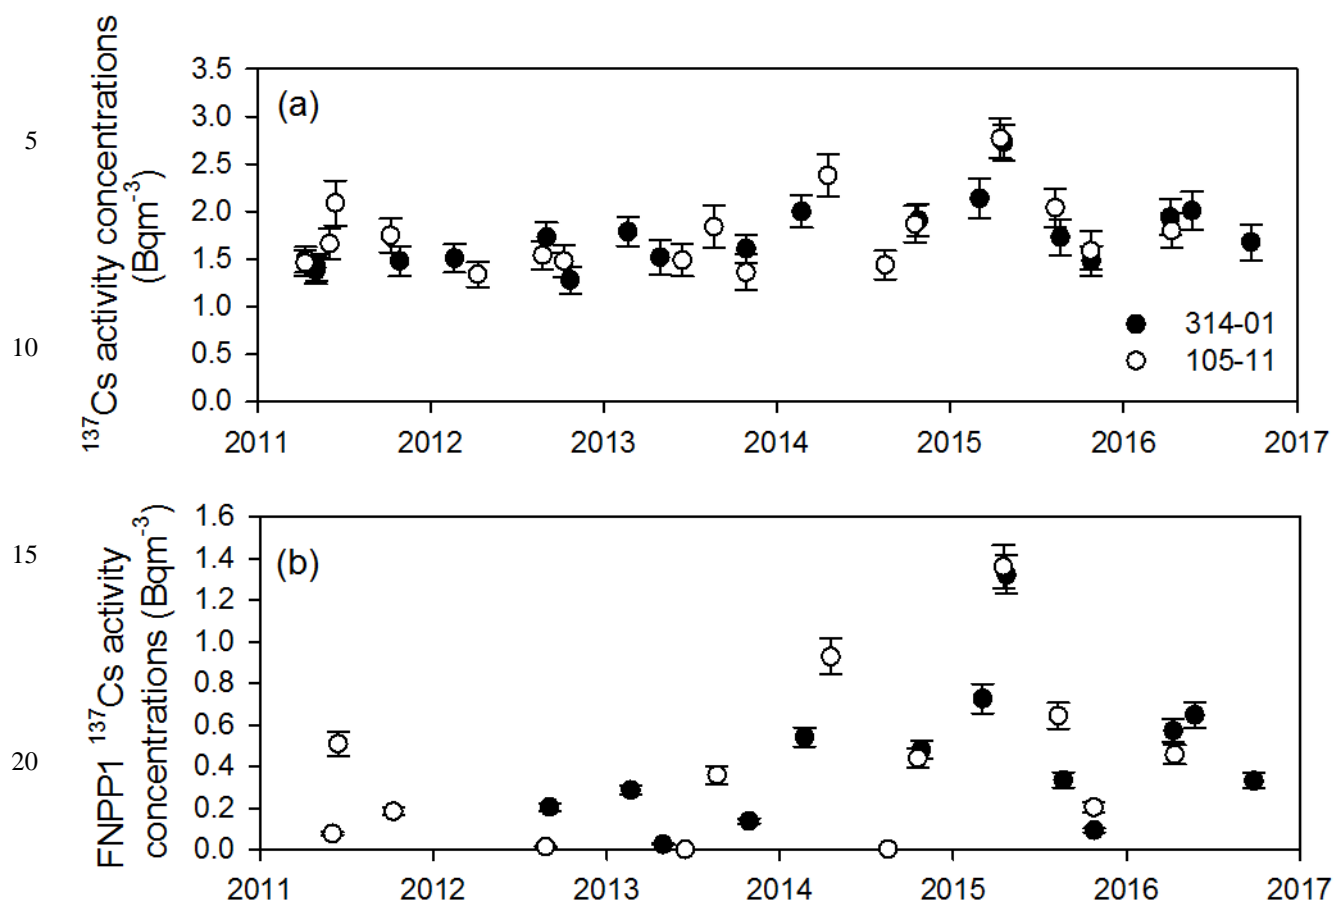 5
10
15
20
¹³⁷Cs activity concentrations
(Bqm⁻³)
3.5
3.0
2.5
2.0
1.5
1.0
0.5
0.0
(a)
314-01
105-11
2011 2012 2013 2014 2015 2016 2017
FNPP1 ¹³⁷Cs activity
concentrations (Bqm⁻³)
1.6
1.4
1.2
1.0
0.8
0.6
0.4
0.2
0.0
(b)
2011 2012 2013 2014 2015 2016 2017